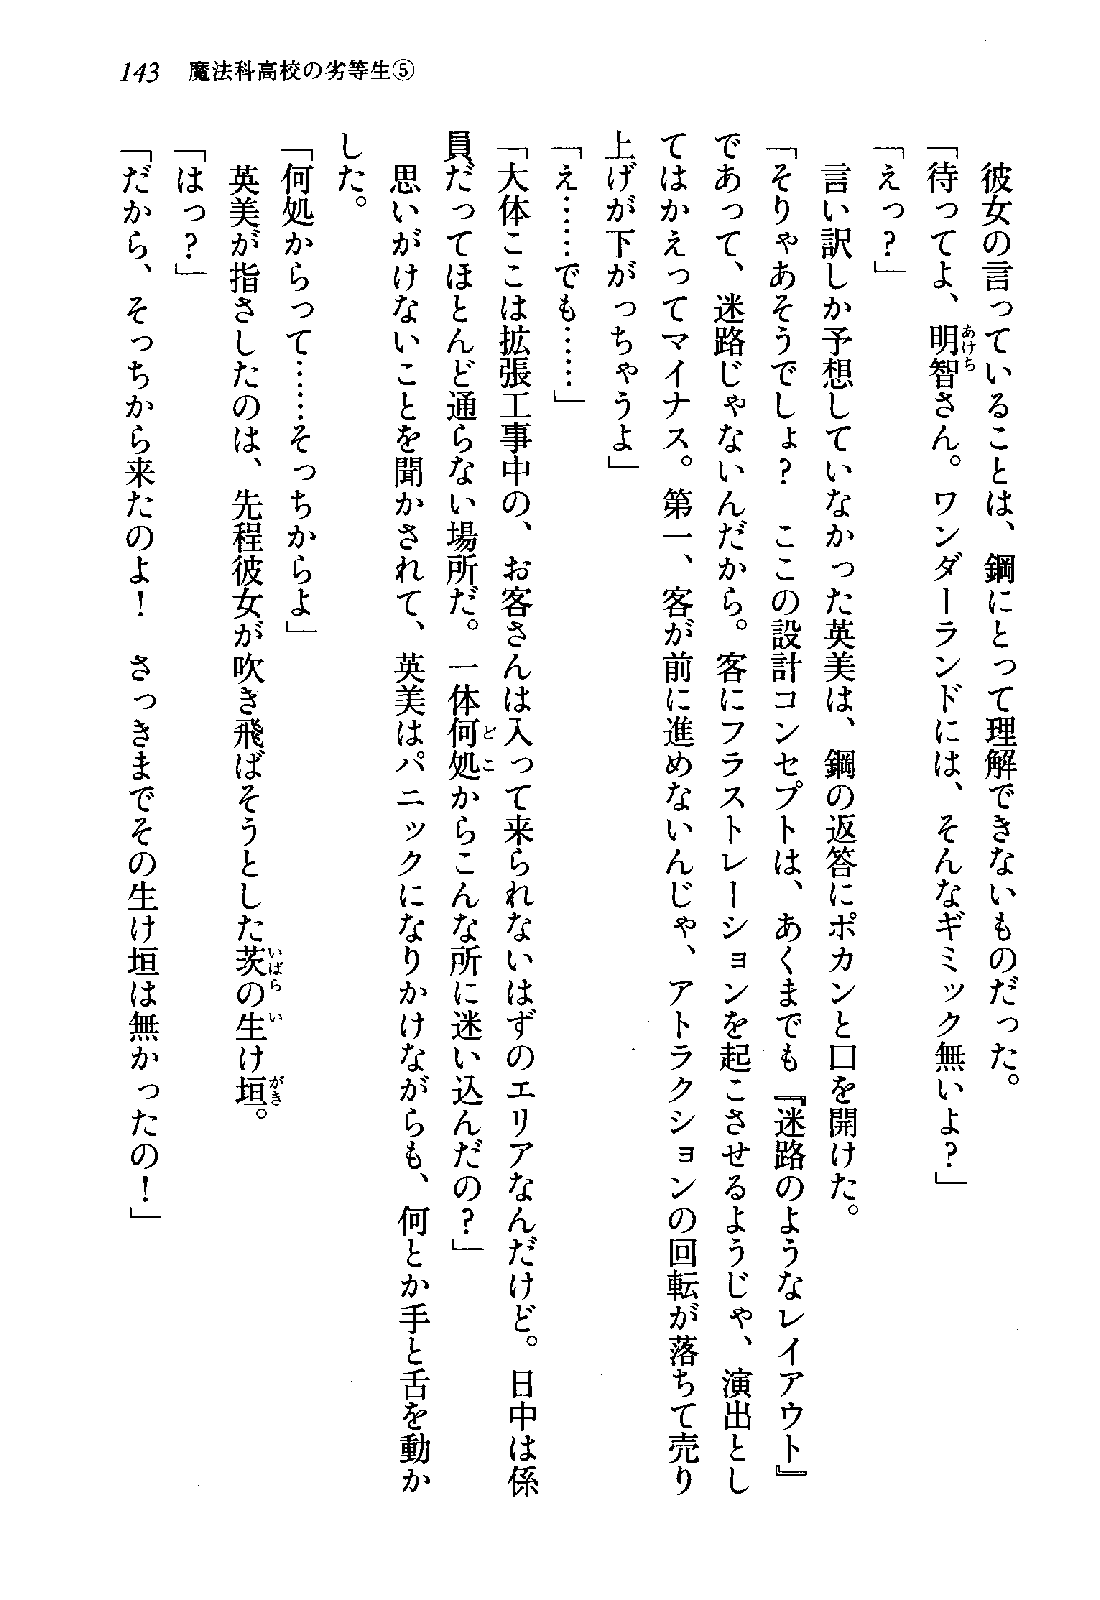 143　魔法科高校の劣等生⑤
　彼女の言っていることは、鋼にとって理解できないものだった。
「待ってよ、明智さん。ワンダーランドには、そんなギミック無いよ？」
「えっ？」
　言い訳しか予想していなかった英美は、鋼の返答にポカンと口を開けた。
「そりゃあそうでしょ？　ここの設計コンセプトは、あくまでも『迷路のようなレイアウト』
であって、迷路じゃないんだから。客にフラストレーションを起こさせるようじゃ、演出とし
てはかえってマイナス。第一、客が前に進めないんじゃ、アトラクションの回転が落ちて売り
上げが下がっちゃうよ」
「え……でも……」
「大体ここは拡張工事中の、お客さんは入って来られないはずのエリアなんだけど。日中は係
員だってほとんど通らない場所だ。一体何処からこんな所に迷い込んだの？」
　思いがけないことを聞かされて、英美はパニックになりかけながらも、何とか手と舌を動か
した。
「何処からって……そっちからよ」
　英美が指さしたのは、先程彼女が吹き飛ばそうとした茨の生け垣。
「はっ？」
「だから、そっちから来たのよ！　さっきまでその生け垣は無かったの！」